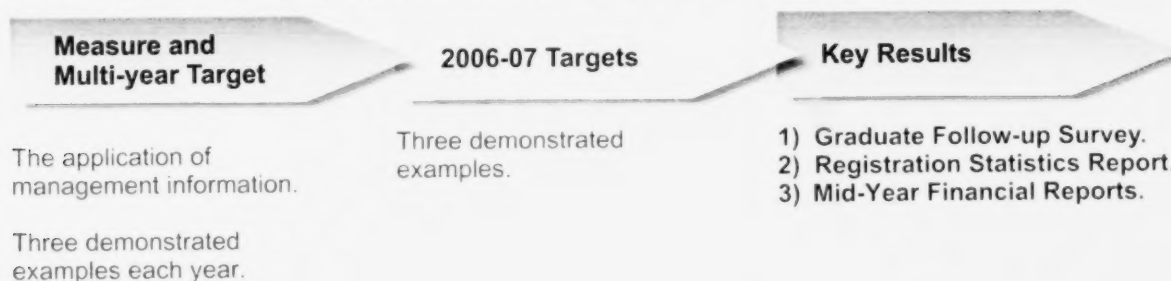 Measure and
Multi-year Target
2006-07 Targets
Key Results
The application of
management information.
Three demonstrated
examples each year.
Three demonstrated
examples.
1) Graduate Follow-up Survey.
2) Registration Statistics Report
3) Mid-Year Financial Reports.